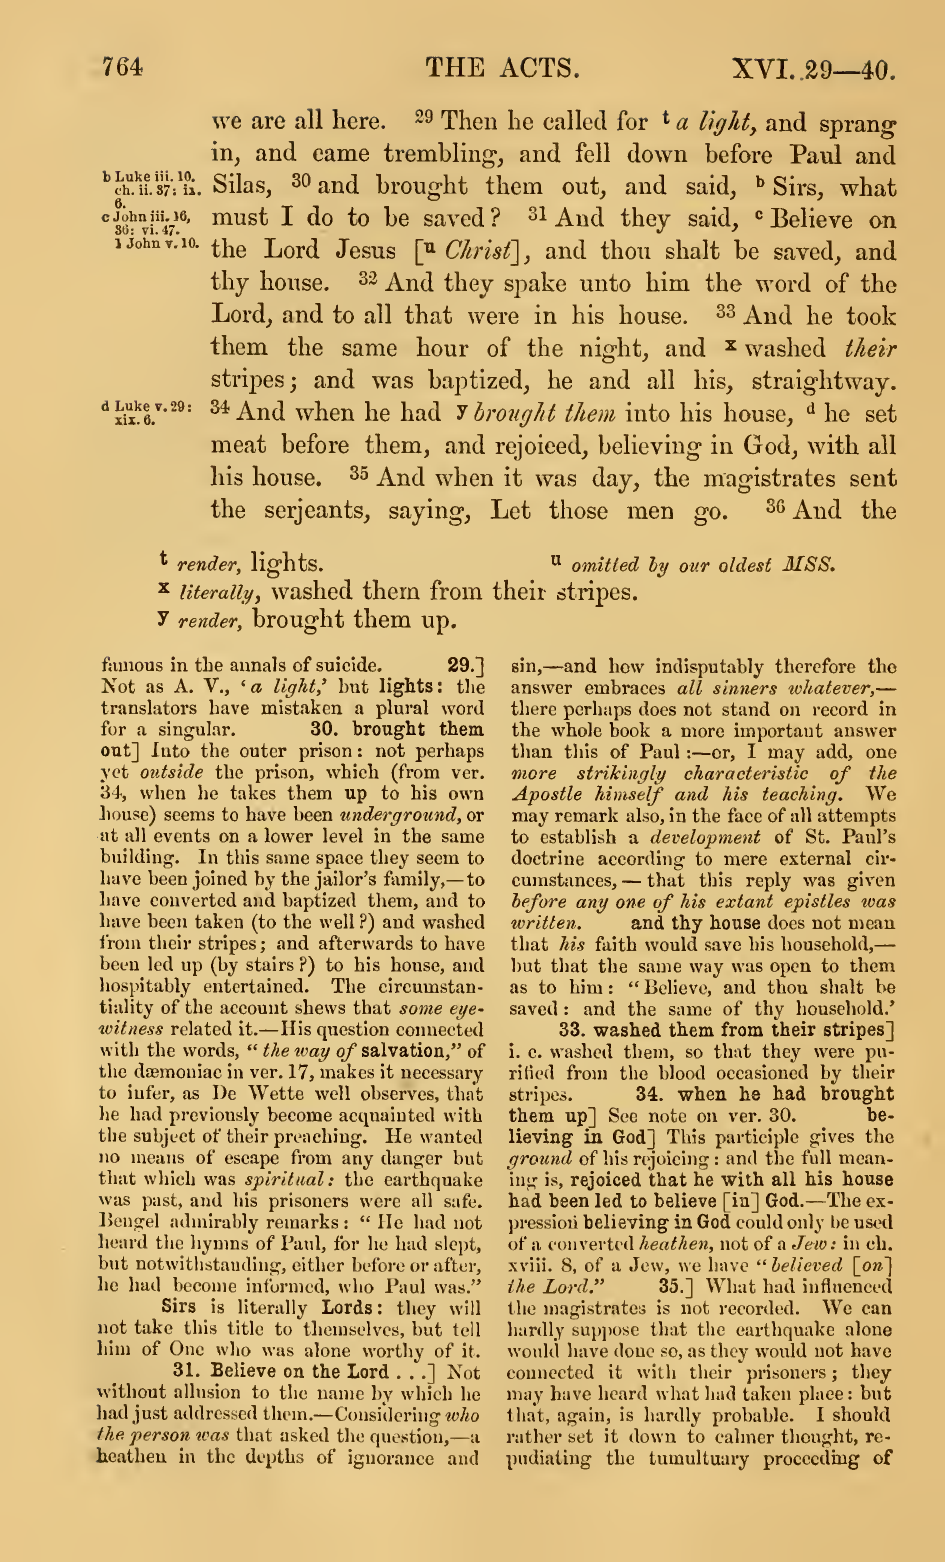 764 THE ACTS. XVI. 29—40.
we are all here. 29 Then he called for t a light, and sprang
in, and came trembling, and fell down before Paul and
b Luke iii. 10.
ch. ii. 37: ix.
6.
Silas, 30 and brought them out, and said, b Sirs, what
c John iii. 16,
36: vi. 47.
1 John v. 10.
must I do to be saved? 31 And they said, c Believe on
the Lord Jesus [u Christ], and thou shalt be saved, and
thy house. 32 And they spake unto him the word of the
Lord, and to all that were in his house. 33 And he took
them the same hour of the night, and x washed their
stripes; and was baptized, he and all his, straightway.
d Luke v. 29:
xix. 6.
34 And when he had y brought them into his house, d he set
meat before them, and rejoiced, believing in God, with all
his house. 35 And when it was day, the magistrates sent
the serjeants, saying, Let those men go. 36 And the
t render, lights. u omitted by our oldest MSS.
x literally, washed them from their stripes.
y render, brought them up.
famous in the annals of suicide. 29.]
Not as A. V., ‘a light,’ but lights: the
translators have mistaken a plural word
for a singular. 30. brought them
out] Into the outer prison: not perhaps
yet outside the prison, which (from ver.
34, when he takes them up to his own
house) seems to have been underground, or
at all events on a lower level in the same
building. In this same space they seem to
have been joined by the jailor's family,—to
have converted and baptized them, and to
have been taken (to the well?) and washed
from their stripes; and afterwards to have
been led up (by stairs?) to his house, and
hospitably entertained. The circumstan-
tiality of the account shews that some eye-
witness related it.—His question connected
with the words, “the way of salvation,” of
the dæmoniac in ver. 17, makes it necessary
to infer, as De Wette well observes, that
he had previously become acquainted with
the subject of their preaching. He wanted
no means of escape from any danger but
that which was spiritual: the earthquake
was past, and his prisoners were all safe.
Bengel admirably remarks: “He had not
heard the hymns of Paul, for he had slept,
but notwithstanding, either before or after,
he had become informed, who Paul was.”
Sirs is literally Lords: they will
not take this title to themselves, but tell
him of One who was alone worthy of it.
31. Believe on the Lord . . .] Not
without allusion to the name by which he
had just addressed them.—Considering who
the person was that asked the question,—a
heathen in the depths of ignorance and
sin,—and how indisputably therefore the
answer embraces all sinners whatever,—
there perhaps does not stand on record in
the whole book a more important answer
than this of Paul:—or, I may add, one
more strikingly characteristic of the
Apostle himself and his teaching. We
may remark also, in the face of all attempts
to establish a development of St. Paul's
doctrine according to mere external cir-
cumstances,—that this reply was given
before any one of his extant epistles was
written. and thy house does not mean
that his faith would save his household,—
but that the same way was open to them
as to him: “Believe, and thou shalt be
saved: and the same of thy household.’
33. washed them from their stripes]
i. e. washed them, so that they were pu-
rified from the blood occasioned by their
stripes. 34. when he had brought
them up] See note on ver. 30. be-
lieving in God] This participle gives the
ground of his rejoicing: and the full mean-
ing is, rejoiced that he with all his house
had been led to believe [in] God.—The ex-
pression believing in God could only be used
of a converted heathen, not of a Jew: in ch.
xviii. 8, of a Jew, we have “believed [on]
the Lord.” 35.] What had influenced
the magistrates is not recorded. We can
hardly suppose that the earthquake alone
would have done so, as they would not have
connected it with their prisoners; they
may have heard what had taken place: but
that, again, is hardly probable. I should
rather set it down to calmer thought, re-
pudiating the tumultuary proceeding of